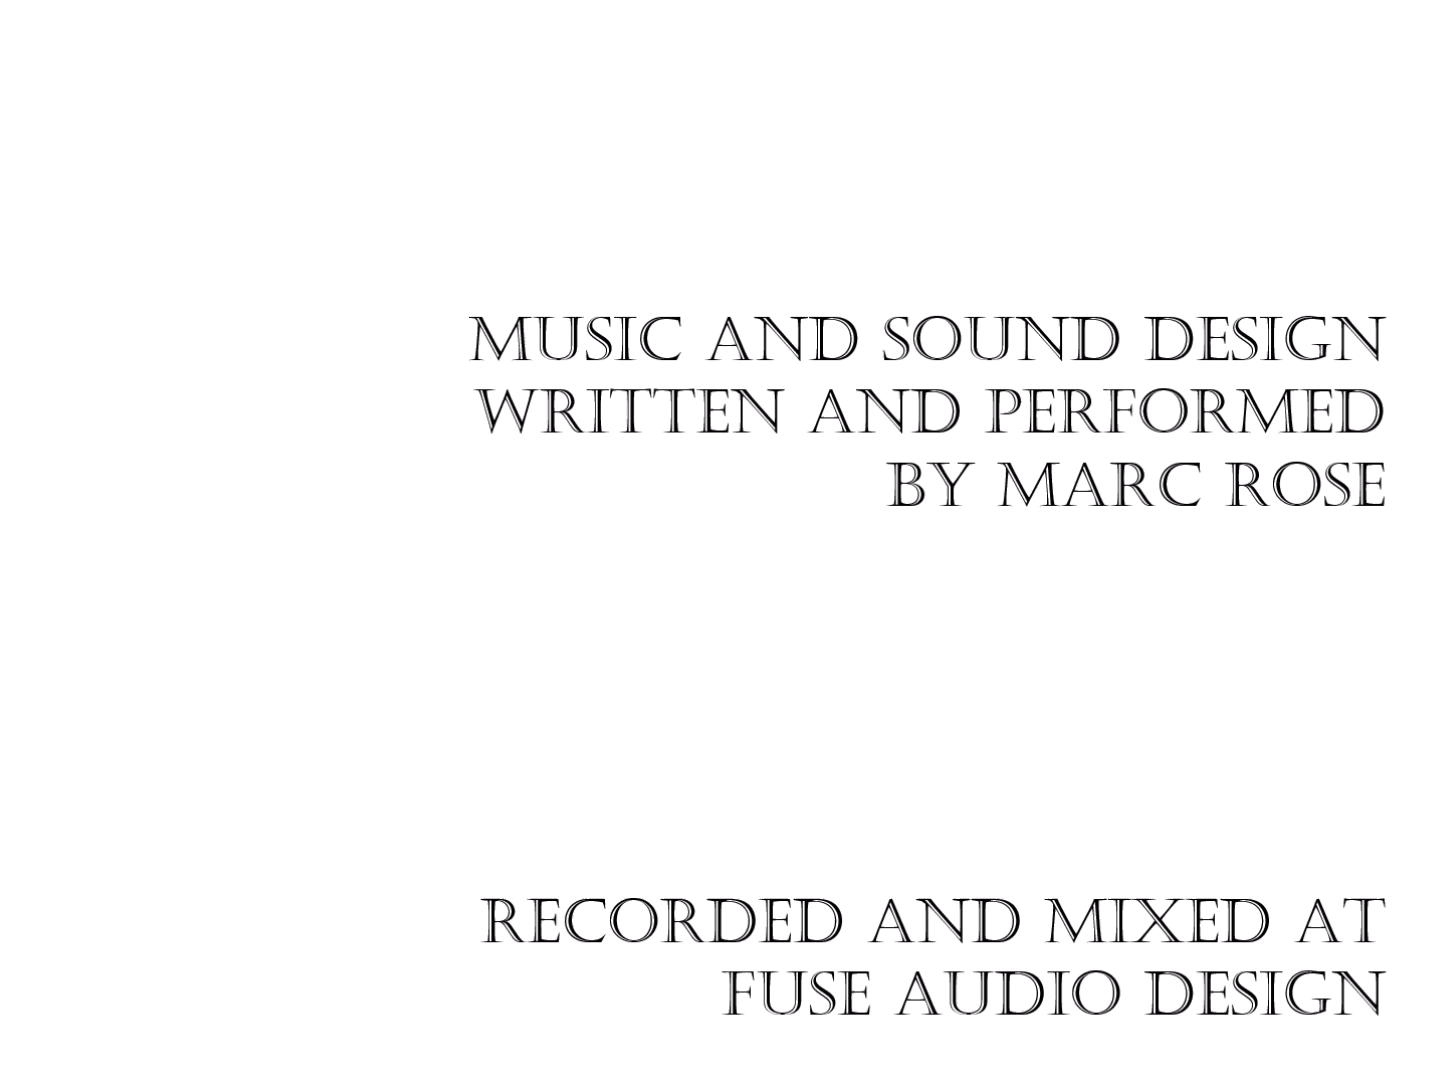 MUSIC AND SOUND DESIGN
WRITTEN AND PERFORMED
BY MARC ROSE
RECORDED AND MIXED AT
FUSE AUDIO DESIGN